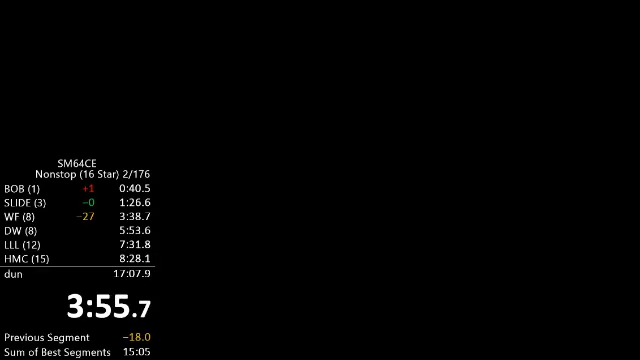 SM64CE
Nonstop (16 Star) 2/176
BOB (1) +1 0:40.5
SLIDE (3) −0 1:26.6
WF (8) −27 3:38.7
DW (8) 5:53.6
LLL (12) 7:31.8
HMC (15) 8:28.1
dun 17:07.9
3:55.7
Previous Segment −18.0
Sum of Best Segments 15:05